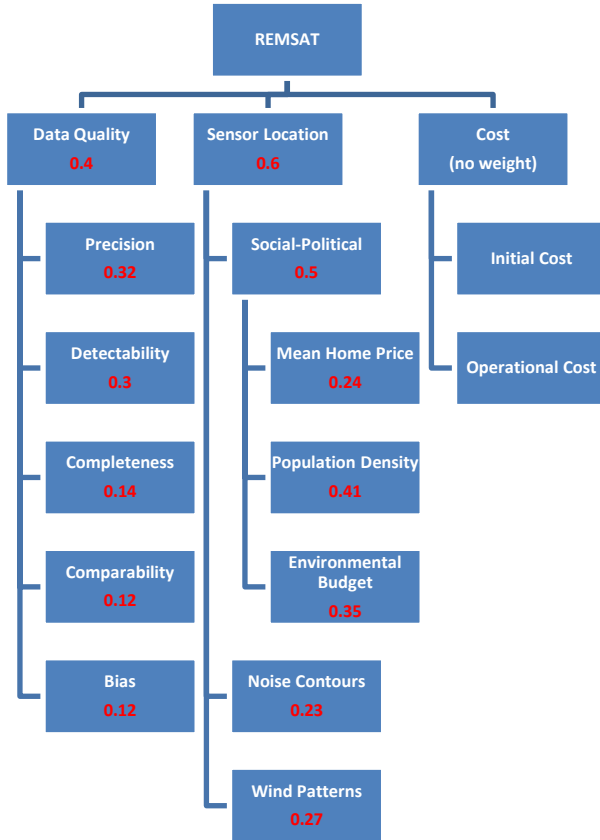 REMSAT
Data Quality
0.4
Sensor Location
0.6
Cost
(no weight)
Precision
0.32
Social-Political
0.5
Initial Cost
Detectability
0.3
Mean Home Price
0.24
Operational Cost
Completeness
0.14
Population Density
0.41
Comparability
0.12
Environmental
Budget
0.35
Bias
0.12
Noise Contours
0.23
Wind Patterns
0.27